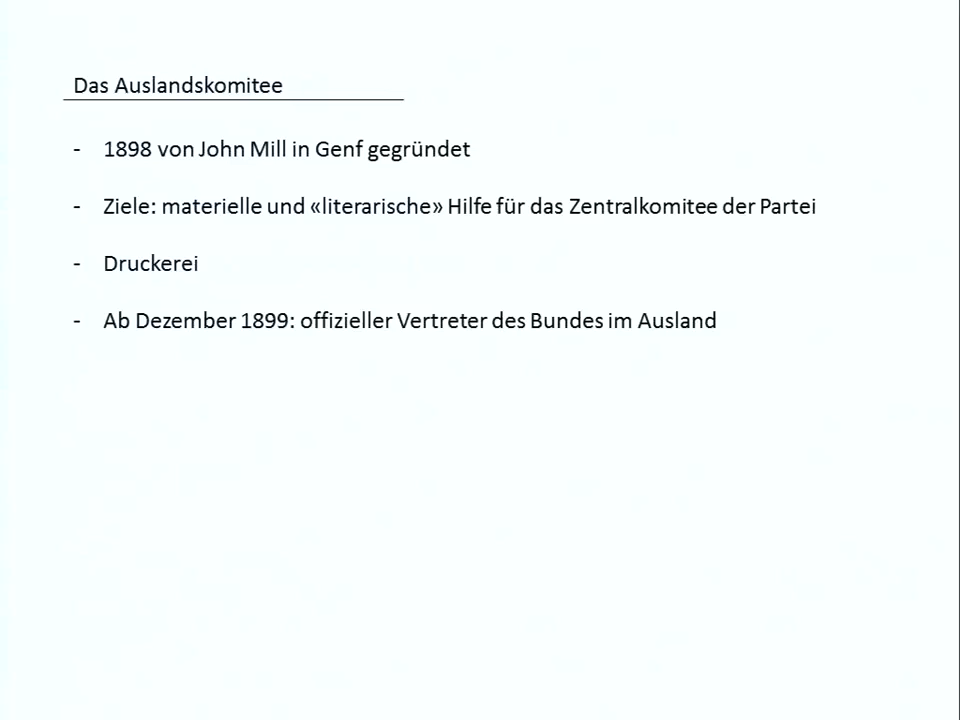 Das Auslandskomitee
- 1898 von John Mill in Genf gegründet
- Ziele: materielle und «literarische» Hilfe für das Zentralkomitee der Partei
- Druckerei
- Ab Dezember 1899: offizieller Vertreter des Bundes im Ausland